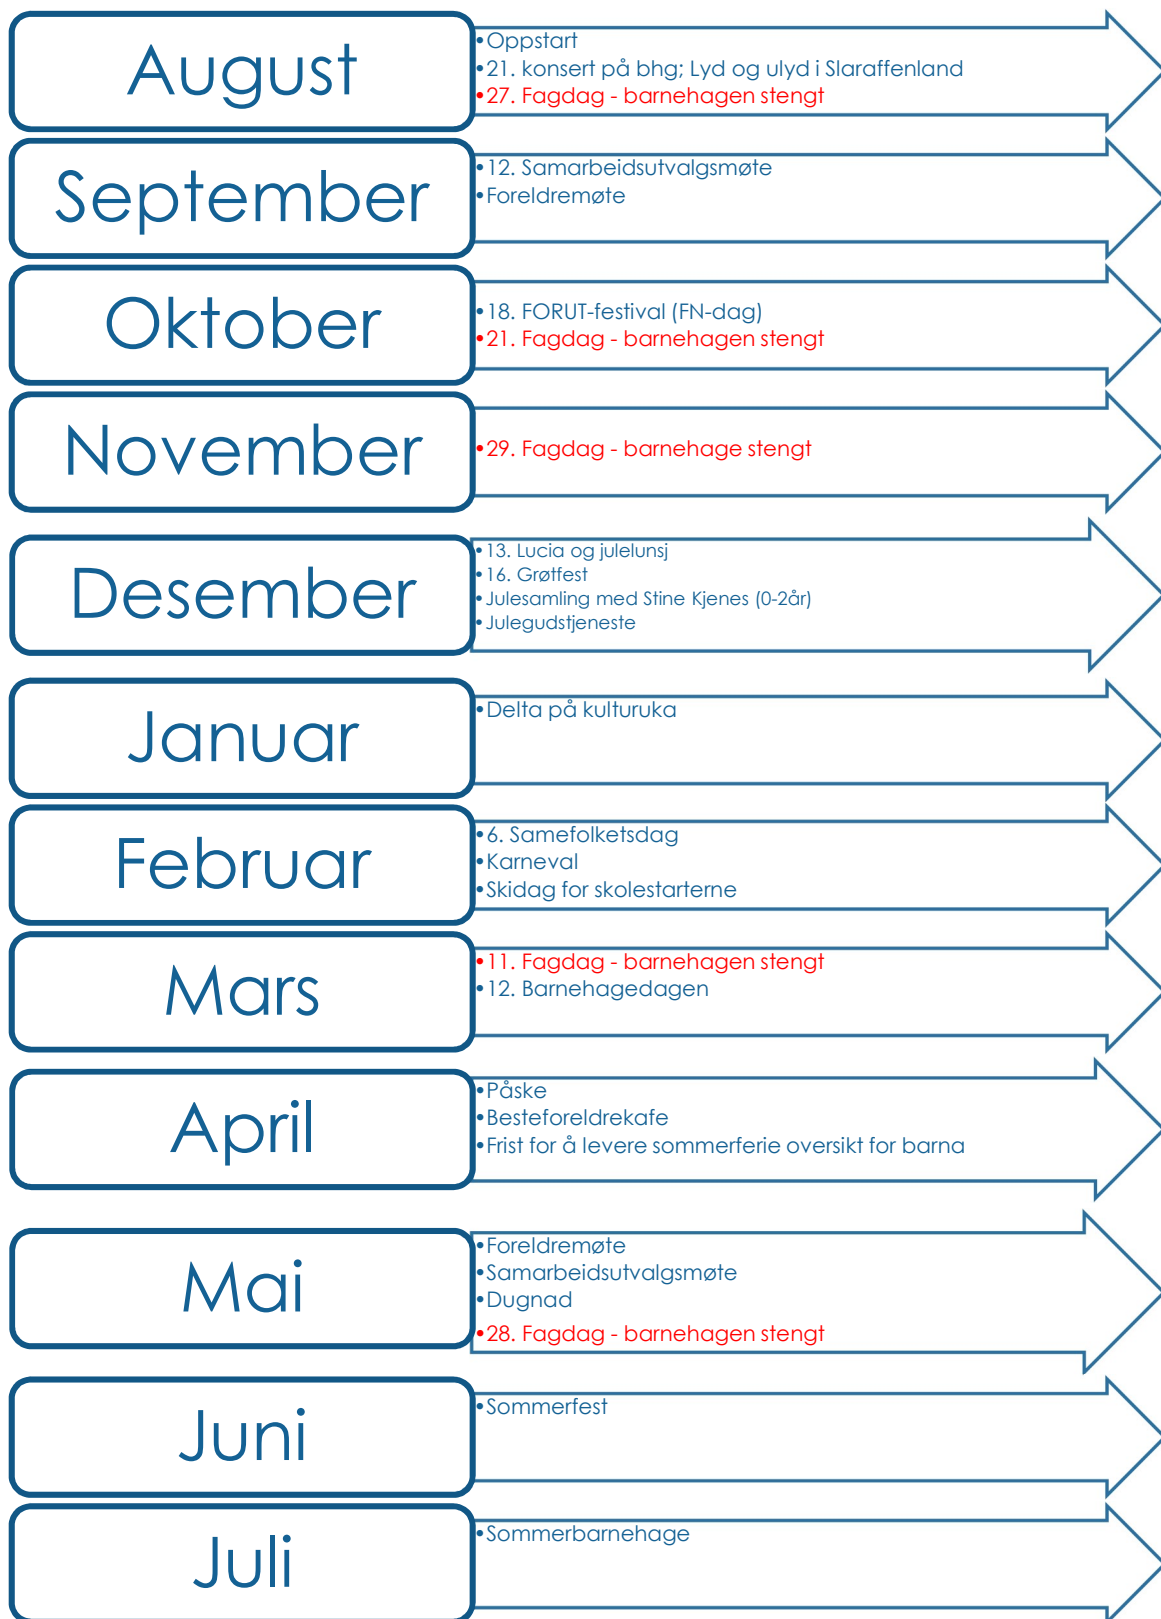 August
•Oppstart
•21. konsert på bhg; Lyd og ulyd i Slaraffenland
•27. Fagdag - barnehagen stengt
September
•12. Samarbeidsutvalgsmøte
•Foreldremøte
Oktober
•18. FORUT-festival (FN-dag)
•21. Fagdag - barnehagen stengt
November
•29. Fagdag - barnehage stengt
Desember
•13. Lucia og julelunsj
•16. Grøtfest
•Julesamling med Stine Kjenes (0-2år)
•Julegudstjeneste
Januar
•Delta på kulturuka
Februar
•6. Samefolketsdag
•Karneval
•Skidag for skolestarterne
Mars
•11. Fagdag - barnehagen stengt
•12. Barnehagedagen
April
•Påske
•Besteforeldrekafe
•Frist for å levere sommerferie oversikt for barna
Mai
•Foreldremøte
•Samarbeidsutvalgsmøte
•Dugnad
•28. Fagdag - barnehagen stengt
Juni
•Sommerfest
Juli
•Sommerbarnehage